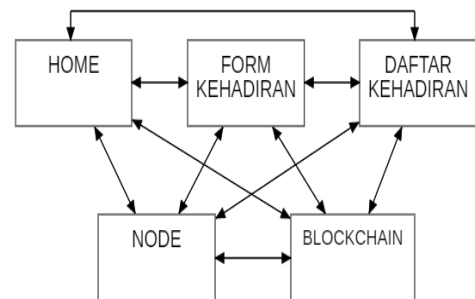 HOME
FORM
KEHADIRAN
DAFTAR
KEHADIRAN
NODE
BLOCKCHAIN